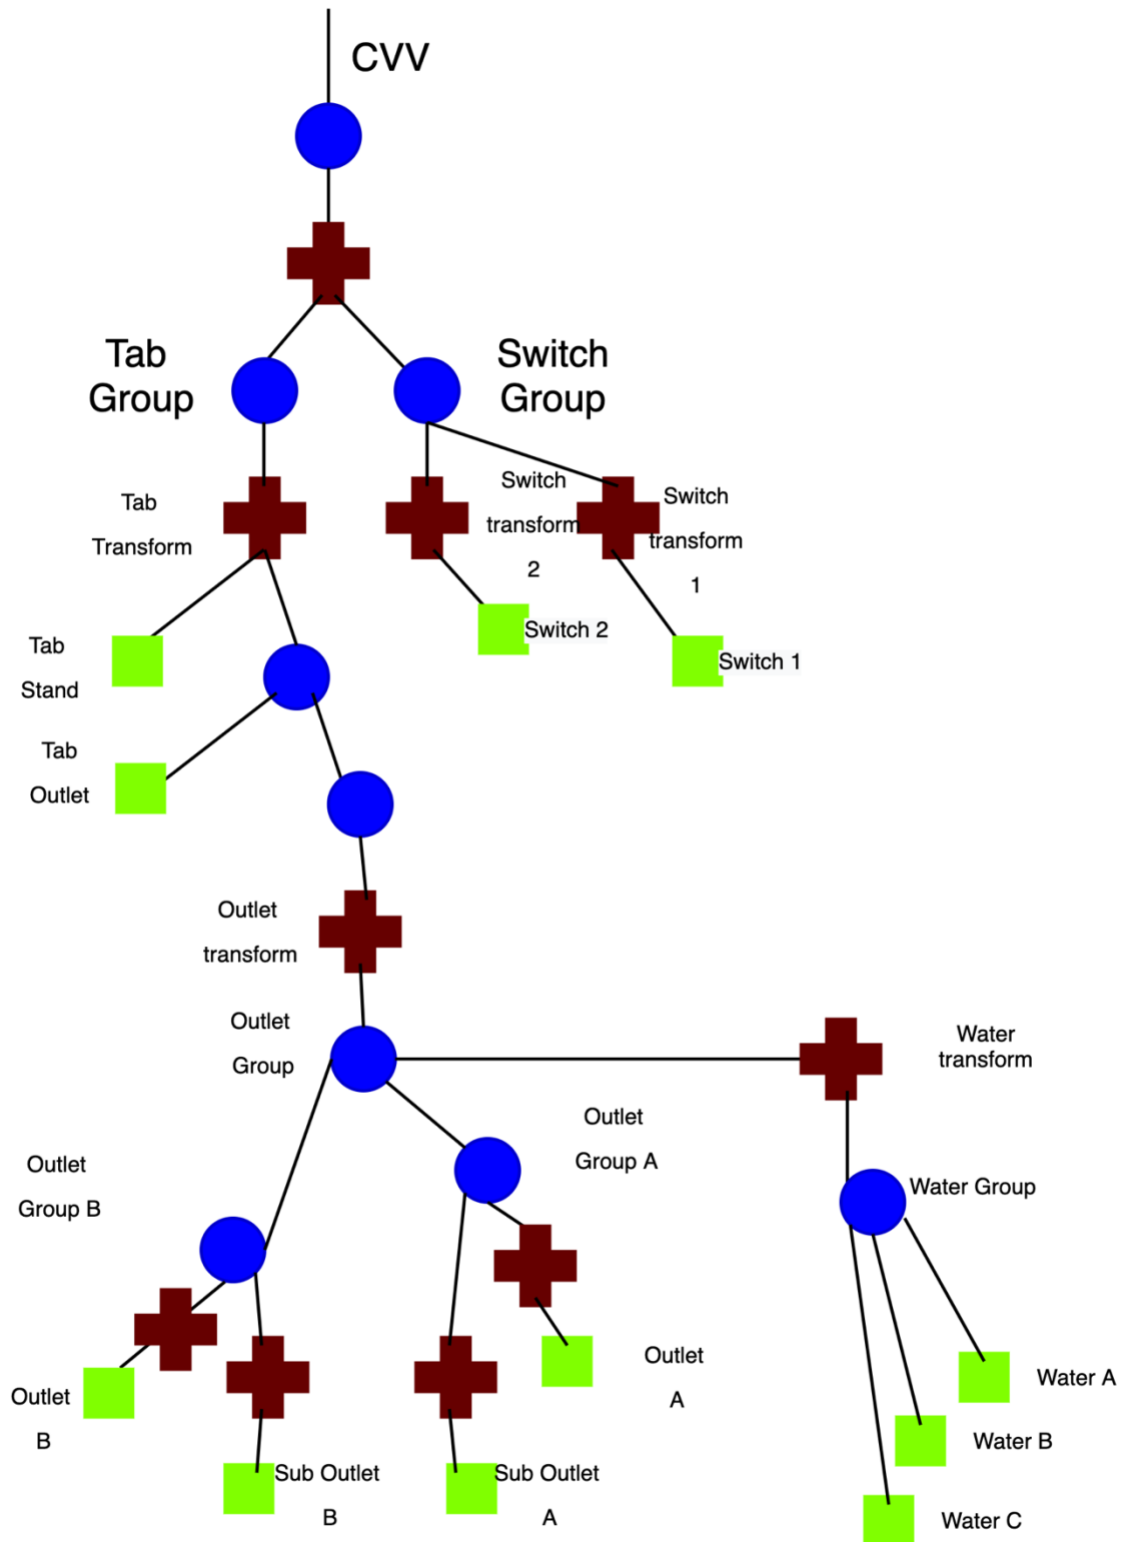 CVV
Tab
Group
Switch
Group
Tab
Transform
Switch
transform
2
Switch
transform
1
Tab
Stand
Switch 2
Switch 1
Tab
Outlet
Outlet
transform
Outlet
Group
Water
transform
Outlet
Group A
Outlet
Group B
Water Group
Outlet
A
Outlet
B
Water A
Water B
Sub Outlet
B
Sub Outlet
A
Water C